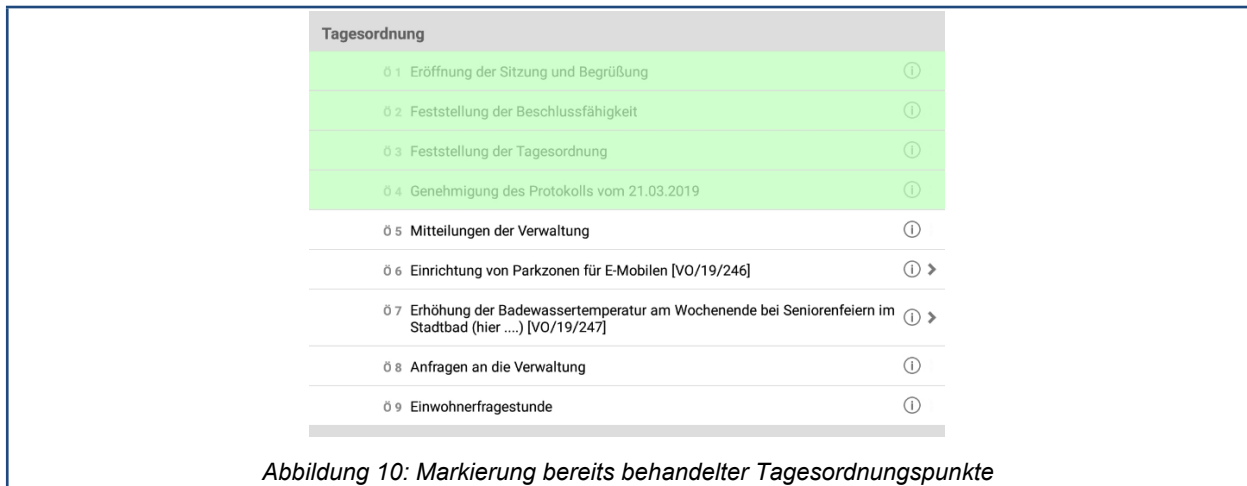 Tagesordnung
Ö 1 Eröffnung der Sitzung und Begrüßung
Ö 2 Feststellung der Beschlussfähigkeit
Ö 3 Feststellung der Tagesordnung
Ö 4 Genehmigung des Protokolls vom 21.03.2019
Ö 5 Mitteilungen der Verwaltung
Ö 6 Einrichtung von Parkzonen für E-Mobilen [VO/19/246]
Ö 7 Erhöhung der Badewassertemperatur am Wochenende bei Seniorenfeiern im
Stadtbad (hier ....) [VO/19/247]
Ö 8 Anfragen an die Verwaltung
Ö 9 Einwohnerfragestunde
Abbildung 10: Markierung bereits behandelter Tagesordnungspunkte